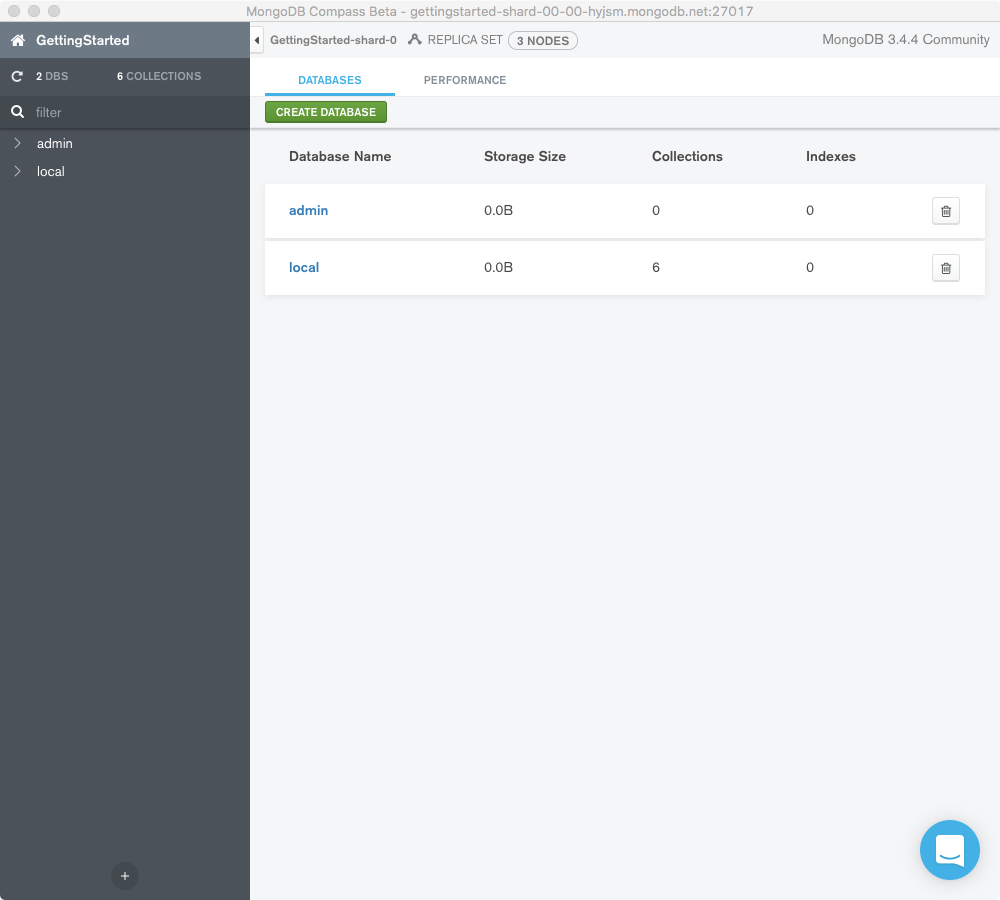 MongoDB Compass Beta - gettingstarted-shard-00-00-hyjsm.mongodb.net:27017
GettingStarted
2 DBS 6 COLLECTIONS
filter
admin
local
GettingStarted-shard-0 REPLICA SET 3 NODES MongoDB 3.4.4 Community
DATABASES PERFORMANCE
CREATE DATABASE
Database Name Storage Size Collections Indexes
admin 0.0B 0 0
local 0.0B 6 0